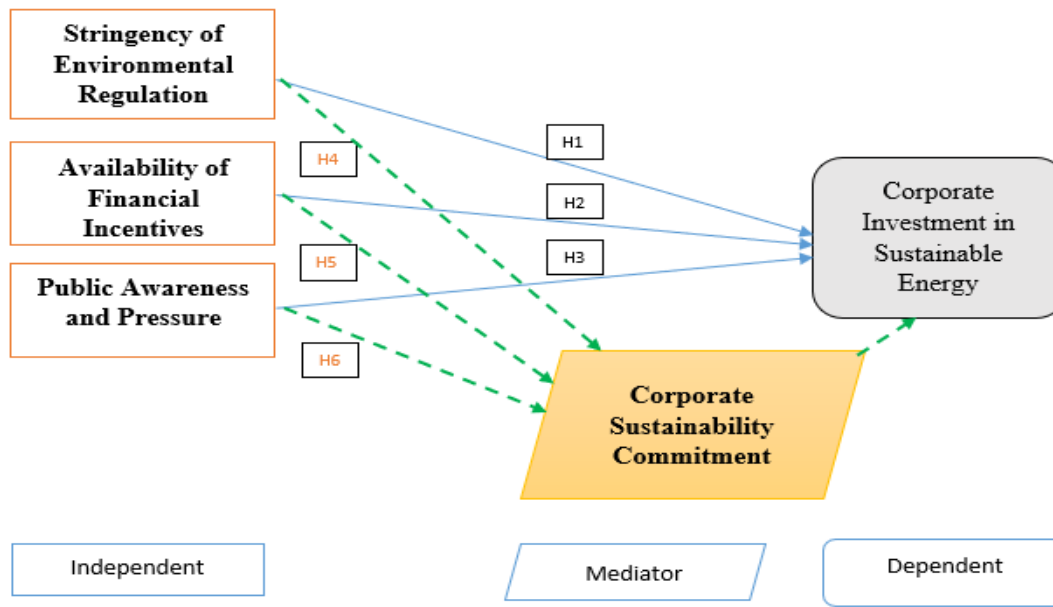 Stringency of
Environmental
Regulation
H1
H4
Availability of
Financial
Incentives
H2
Corporate
Investment in
Sustainable
Energy
H5
H3
Public Awareness
and Pressure
H6
Corporate
Sustainability
Commitment
Independent
Mediator
Dependent